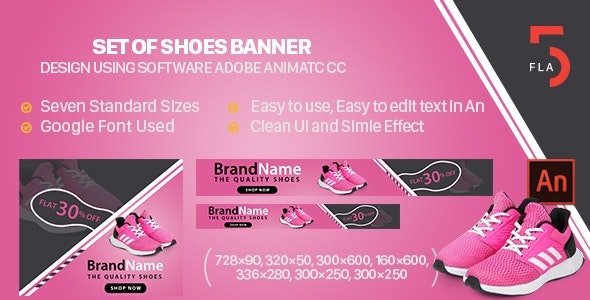 SET OF SHOES BANNER
DESIGN USING SOFTWARE ADOBE ANIMATC CC
Seven Standard Sizes
Google Font Used
Easy to use, Easy to edit text In An
Clean UI and Simle Effect
5
FLA
FLAT 30% OFF
BrandName
THE QUALITY SHOES
SHOP NOW
BrandName
THE QUALITY SHOES
SHOP NOW
FLAT 30% OFF
BrandName
THE QUALITY SHOES
SHOP NOW
FLAT 30% OFF
An
( 728×90, 320×50, 300×600, 160×600,
336×280, 300×250, 300×250 )